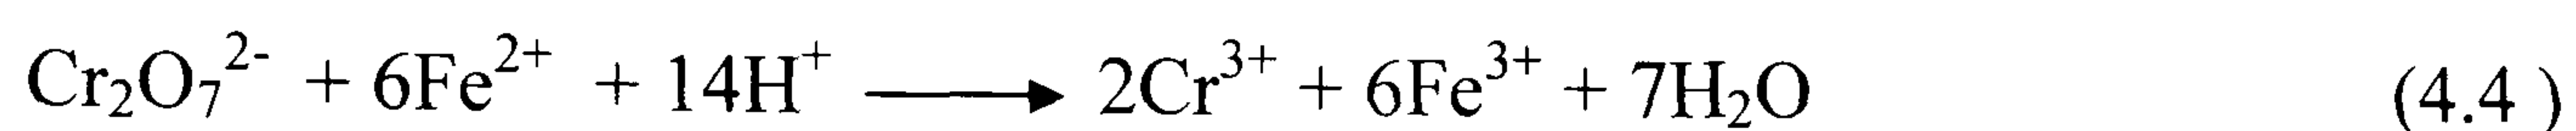 Cr₂O₇²⁻ + 6Fe²⁺ + 14H⁺ ⟶ 2Cr³⁺ + 6Fe³⁺ + 7H₂O (4.4 )